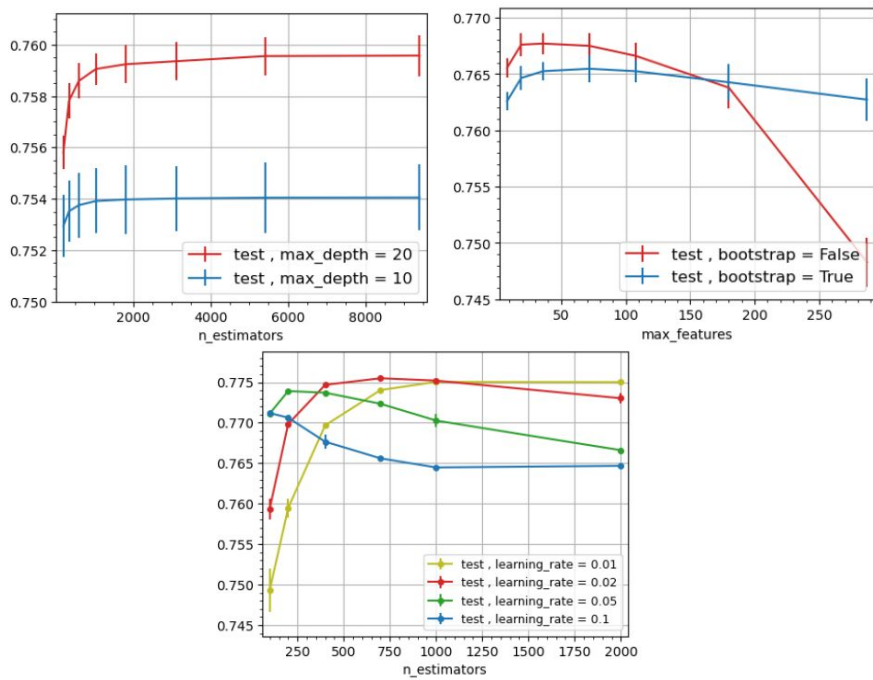 0.760
0.758
0.756
0.754
0.752
0.750
test , max_depth = 20
test , max_depth = 10
2000 4000 6000 8000
n_estimators
0.770
0.765
0.760
0.755
0.750
0.745
test , bootstrap = False
test , bootstrap = True
50 100 150 200 250
max_features
0.775
0.770
0.765
0.760
0.755
0.750
0.745
test , learning_rate = 0.01
test , learning_rate = 0.02
test , learning_rate = 0.05
test , learning_rate = 0.1
250 500 750 1000 1250 1500 1750 2000
n_estimators